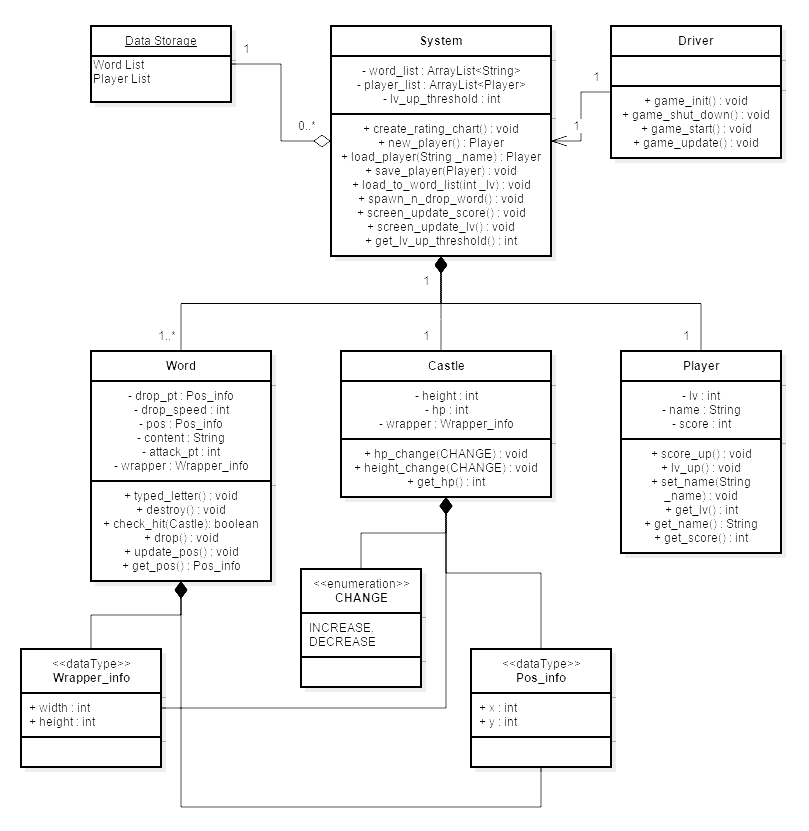 Data Storage
Word List
Player List
1
0..*
System
- word_list : ArrayList<String>
- player_list : ArrayList<Player>
- lv_up_threshold : int
+ create_rating_chart() : void
+ new_player() : Player
+ load_player(String _name) : Player
+ save_player(Player) : void
+ load_to_word_list(int _lv) : void
+ spawn_n_drop_word() : void
+ screen_update_score() : void
+ screen_update_lv() : void
+ get_lv_up_threshold() : int
1
1
Driver
+ game_init() : void
+ game_shut_down() : void
+ game_start() : void
+ game_update() : void
1
1..*
1
1
Word
- drop_pt : Pos_info
- drop_speed : int
- pos : Pos_info
- content : String
- attack_pt : int
- wrapper : Wrapper_info
+ typed_letter() : void
+ destroy() : void
+ check_hit(Castle): boolean
+ drop() : void
+ update_pos() : void
+ get_pos() : Pos_info
Castle
- height : int
- hp : int
- wrapper : Wrapper_info
+ hp_change(CHANGE) : void
+ height_change(CHANGE) : void
+ get_hp() : int
Player
- lv : int
- name : String
- score : int
+ score_up() : void
+ lv_up() : void
+ set_name(String
_name) : void
+ get_lv() : int
+ get_name() : String
+ get_score() : int
<<enumeration>>
CHANGE
INCREASE,
DECREASE
<<dataType>>
Wrapper_info
+ width : int
+ height : int
<<dataType>>
Pos_info
+ x : int
+ y : int